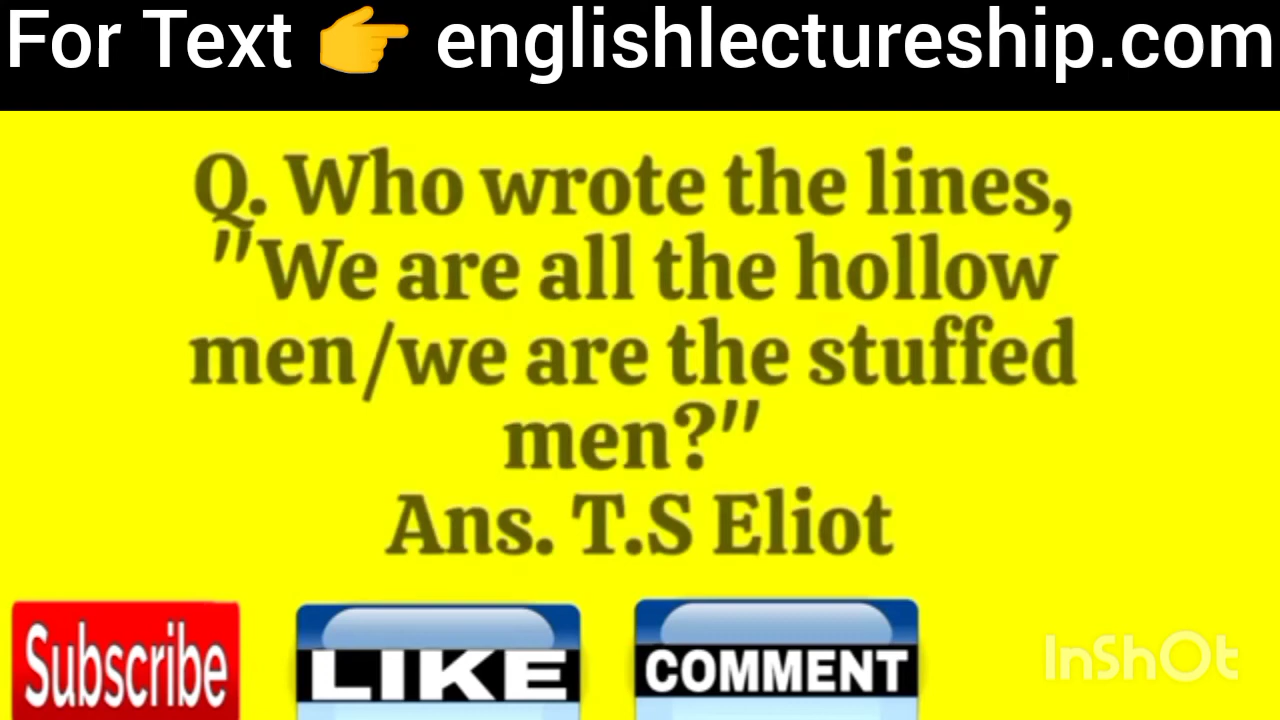 For Text 👉 englishlectureship.com
Q. Who wrote the lines,
"We are all the hollow
men/we are the stuffed
men?"
Ans. T.S Eliot
Subscribe
LIKE
COMMENT
InShOt